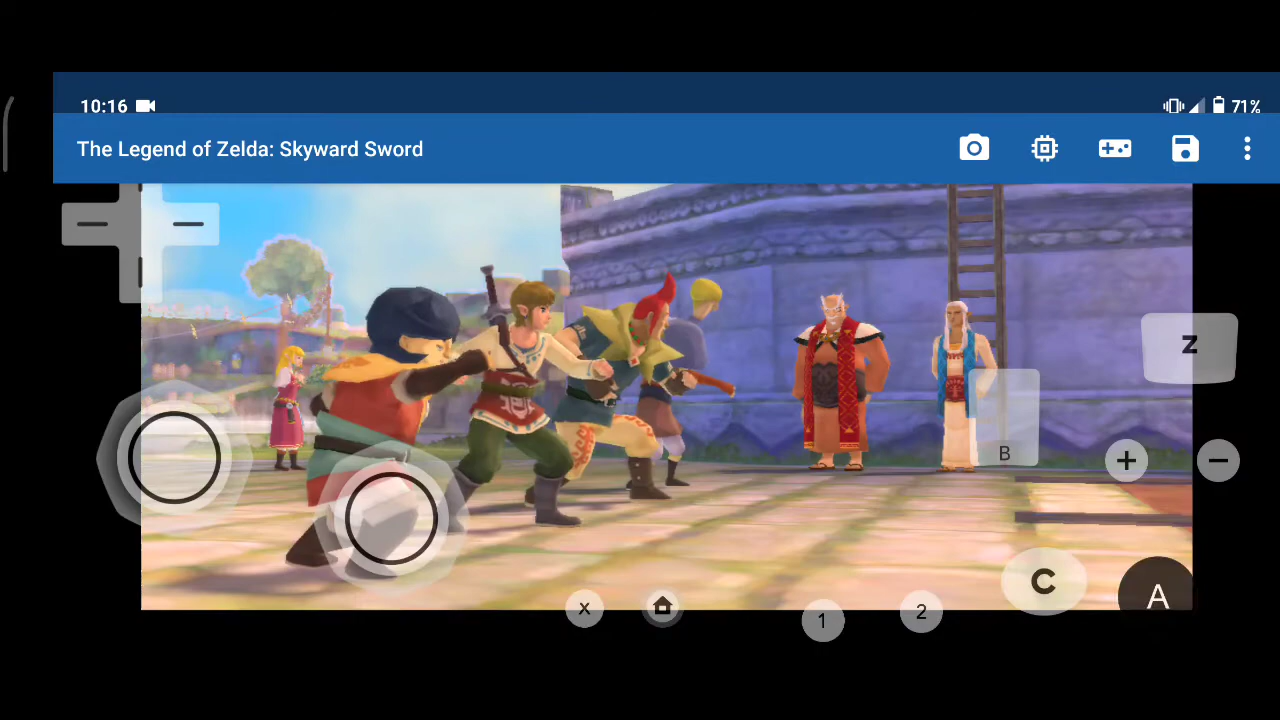 10:16
71%
The Legend of Zelda: Skyward Sword
Z
B
+
−
C
A
X
1
2